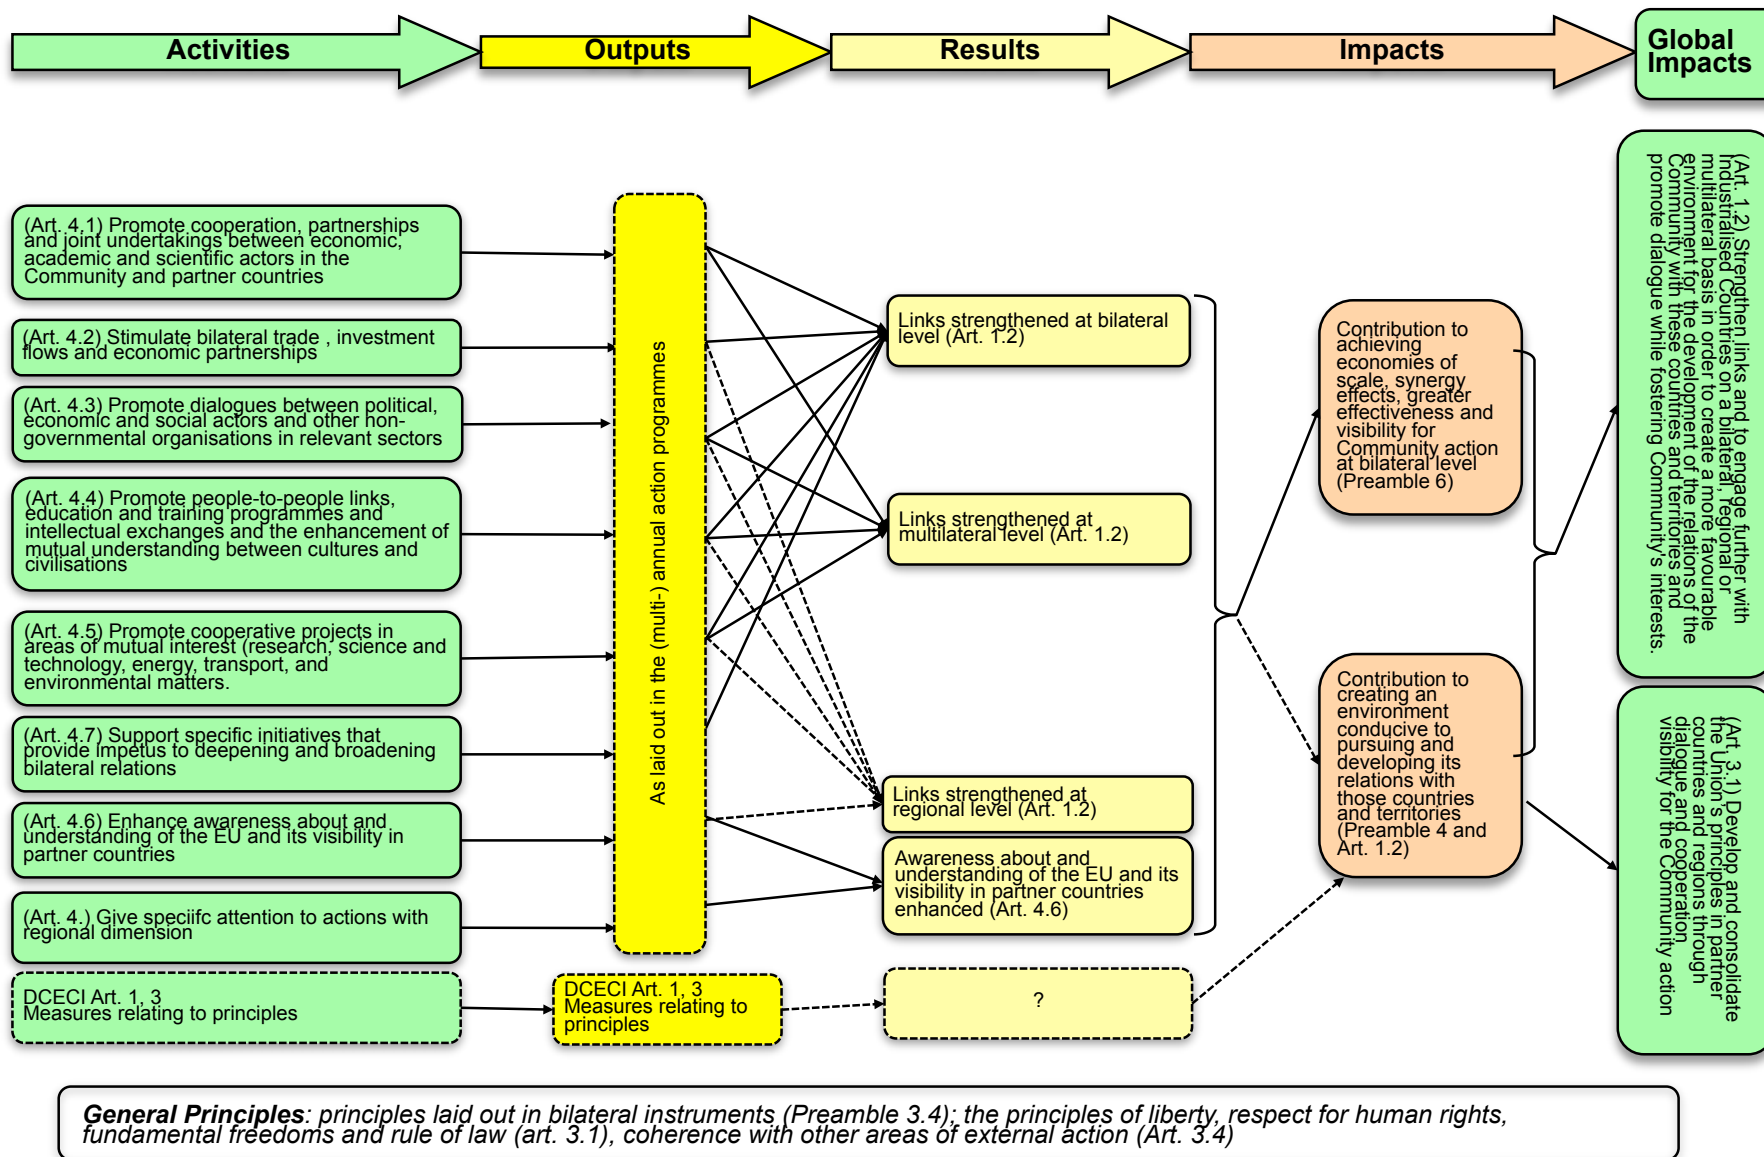 Activities
Outputs
Results
Impacts
Global
Impacts
(Art. 4.1) Promote cooperation, partnerships
and joint undertakings between economic,
academic and scientific actors in the
Community and partner countries
(Art. 4.2) Stimulate bilateral trade , investment
flows and economic partnerships
(Art. 4.3) Promote dialogues between political,
economic and social actors and other non-
governmental organisations in relevant sectors
(Art. 4.4) Promote people-to-people links,
education and training programmes and
intellectual exchanges and the enhancement of
mutual understanding between cultures and
civilisations
(Art. 4.5) Promote cooperative projects in
areas of mutual interest (research, science and
technology, energy, transport, and
environmental matters.
(Art. 4.7) Support specific initiatives that
provide impetus to deepening and broadening
bilateral relations
(Art. 4.6) Enhance awareness about and
understanding of the EU and its visibility in
partner countries
(Art. 4.) Give speciifc attention to actions with
regional dimension
DCECI Art. 1, 3
Measures relating to principles
As laid out in the (multi-) annual action programmes
DCECI Art. 1, 3
Measures relating to
principles
Links strengthened at bilateral
level (Art. 1.2)
Links strengthened at
multilateral level (Art. 1.2)
Links strengthened at
regional level (Art. 1.2)
Awareness about and
understanding of the EU and its
visibility in partner countries
enhanced (Art. 4.6)
?
Contribution to
achieving
economies of
scale, synergy
effects, greater
effectiveness and
visibility for
Community action
at bilateral level
(Preamble 6)
Contribution to
creating an
environment
conducive to
pursuing and
developing its
relations with
those countries
and territories
(Preamble 4 and
Art. 1.2)
(Art. 1.2) Strengthen links and to engage further with
Industrialised Countries on a bilateral, regional or
multilateral basis in order to create a more favourable
environment for the development of the relations of the
Community with these countries and territories and
promote dialogue while fostering Community's interests.
(Art. 3.1) Develop and consolidate
the Union's principles in partner
countries and regions through
dialogue and cooperation
visibility for the Community action
General Principles: principles laid out in bilateral instruments (Preamble 3.4); the principles of liberty, respect for human rights,
fundamental freedoms and rule of law (art. 3.1), coherence with other areas of external action (Art. 3.4)